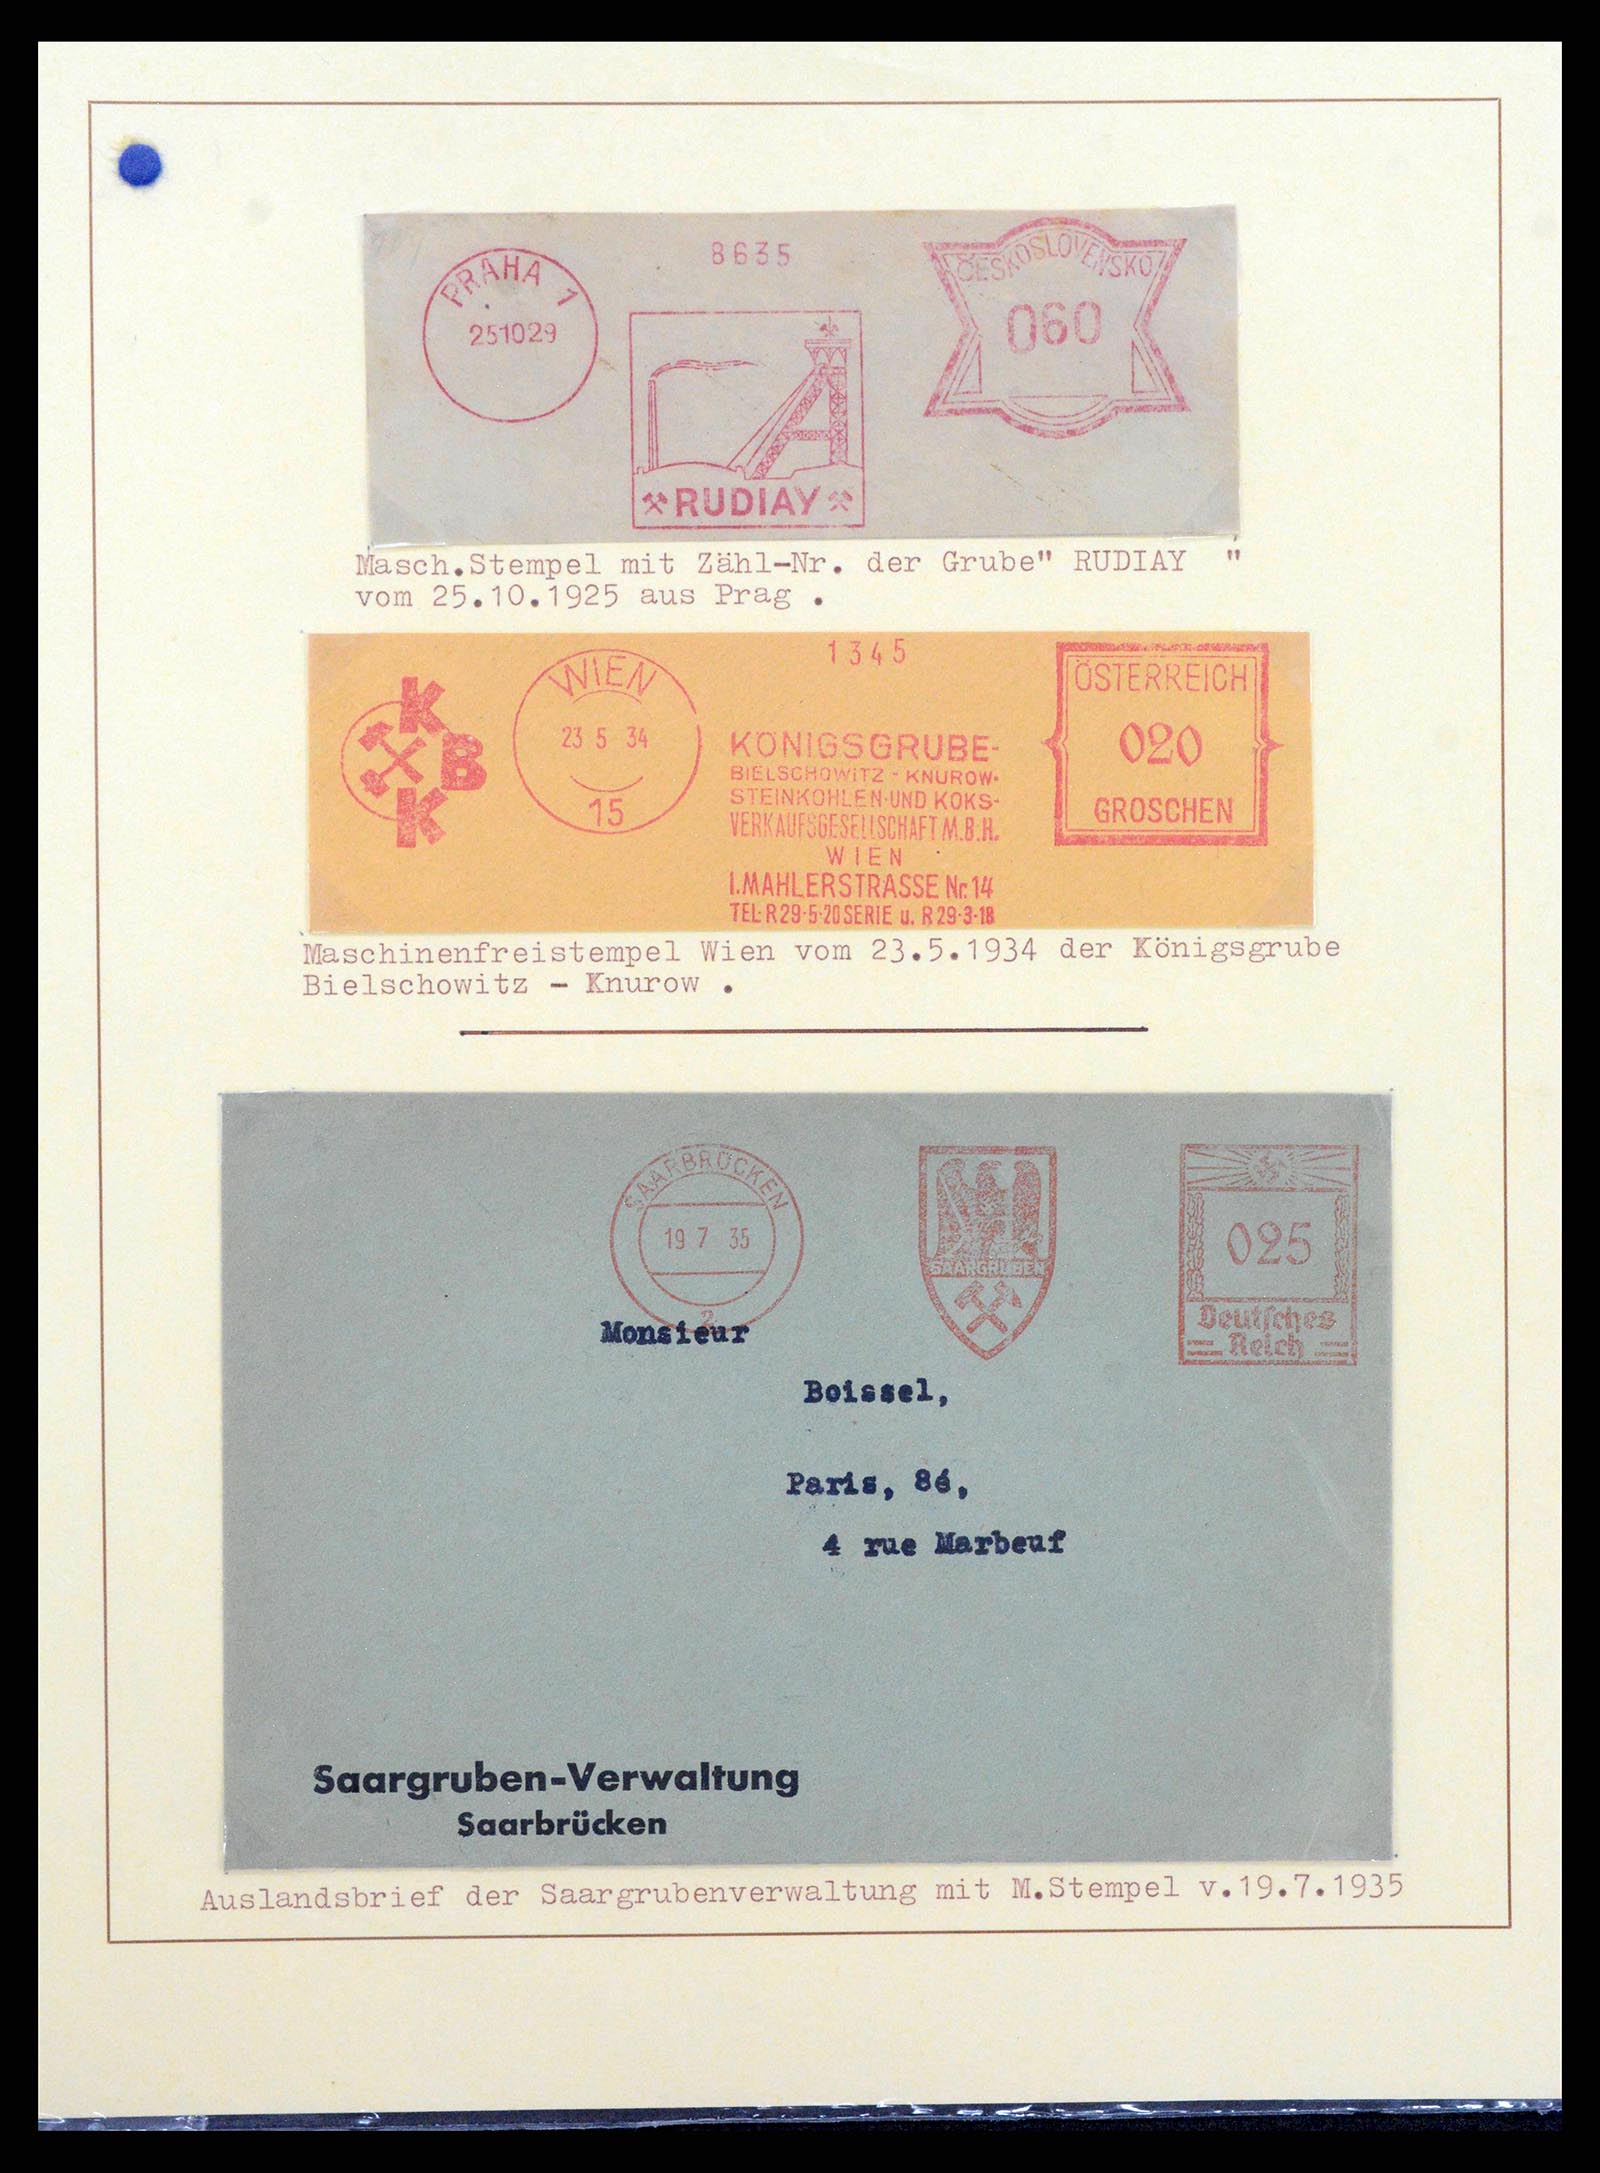 PRAHA 1
251029
8635
ČESKOSLOVENSKO
060
RUDIAY
Masch.Stempel mit Zähl-Nr. der Grube" RUDIAY "
vom 25.10.1925 aus Prag .
K
B
K
WIEN
23 5 34
15
1345
KÖNIGSGRUBE-
BIELSCHOWITZ - KNUROW-
STEINKOHLEN-UND KOKS-
VERKAUFSGESELLSCHAFT M.B.H.
WIEN
I.MAHLERSTRASSE Nr.14
TEL-R29-5-20 SERIE u. R29-3-18
ÖSTERREICH
020
GROSCHEN
Maschinenfreistempel Wien vom 23.5.1934 der Königsgrube
Bielschowitz - Knurow .
SAARBRÜCKEN
19 7 35
2
SAARGRUBEN
025
Deutsches
Reich
Monsieur
Boissel,
Paris, 8é,
4 rue Marbeuf
Saargruben-Verwaltung
Saarbrücken
Auslandsbrief der Saargrubenverwaltung mit M.Stempel v.19.7.1935